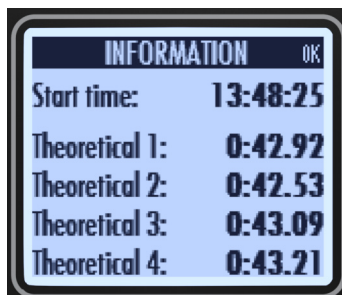 INFORMATION OK
Start time: 13:48:25
Theoretical 1: 0:42.92
Theoretical 2: 0:42.53
Theoretical 3: 0:43.09
Theoretical 4: 0:43.21